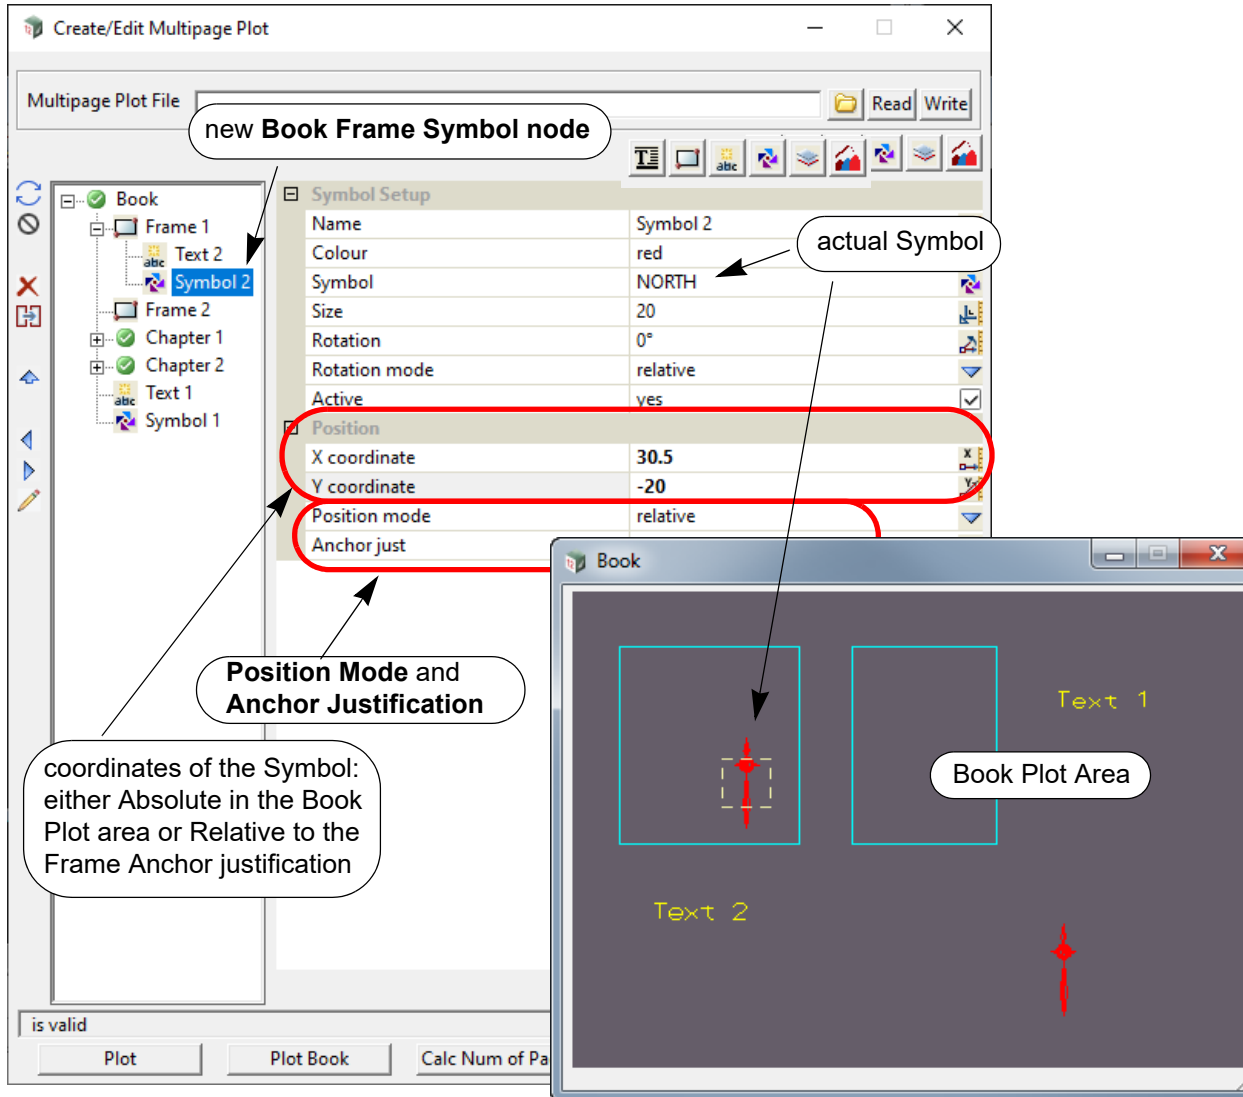 Create/Edit Multipage Plot
Multipage Plot File
Read Write
new Book Frame Symbol node
Book
Frame 1
Text 2
Symbol 2
Frame 2
Chapter 1
Chapter 2
Text 1
Symbol 1
Symbol Setup
Name Symbol 2
Colour red
Symbol NORTH
Size 20
Rotation 0°
Rotation mode relative
Active yes
Position
X coordinate 30.5
Y coordinate -20
Position mode relative
Anchor just
actual Symbol
Position Mode and
Anchor Justification
coordinates of the Symbol:
either Absolute in the Book
Plot area or Relative to the
Frame Anchor justification
Book
Text 1
Book Plot Area
Text 2
is valid
Plot Plot Book Calc Num of Pa